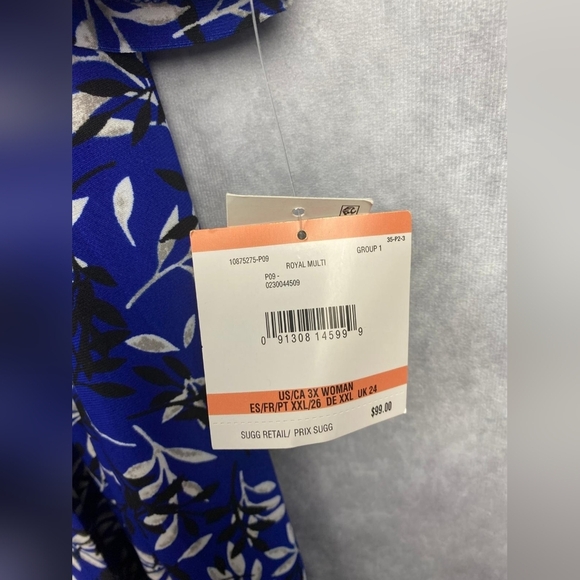 35-P2-3
10875275-P09 ROYAL MULTI GROUP 1
P09 -
0230044509
0 91308 14599 9
US/CA 3X WOMAN
ES/FR/PT XXL/26 DE XXL UK 24
$99.00
SUGG RETAIL/ PRIX SUGG